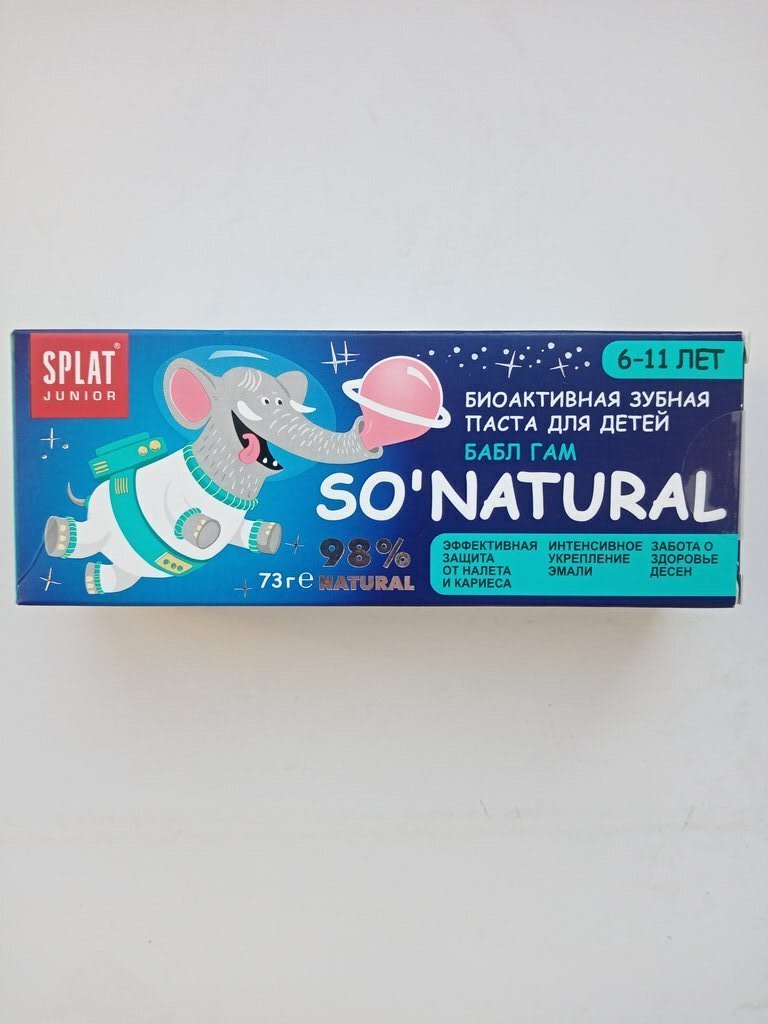 SPLAT®
JUNIOR
6-11 ЛЕТ
БИОАКТИВНАЯ ЗУБНАЯ
ПАСТА ДЛЯ ДЕТЕЙ
БАБЛ ГАМ
SO'NATURAL
98%
NATURAL
73 г℮
ЭФФЕКТИВНАЯ
ЗАЩИТА
ОТ НАЛЕТА
И КАРИЕСА
ИНТЕНСИВНОЕ
УКРЕПЛЕНИЕ
ЭМАЛИ
ЗАБОТА О
ЗДОРОВЬЕ
ДЕСЕН